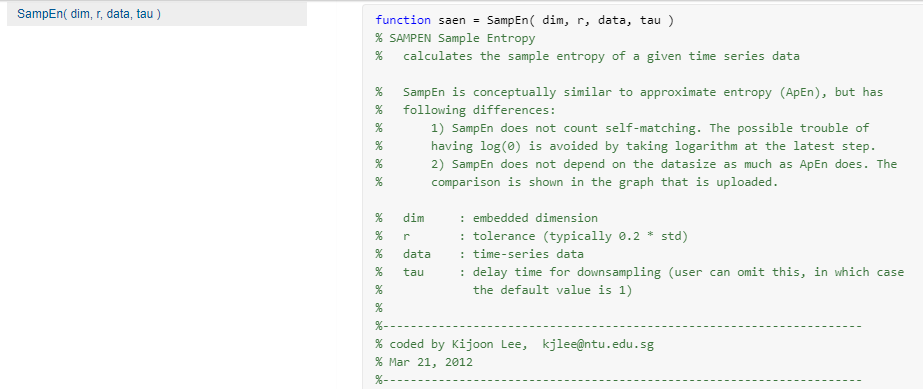 SampEn( dim, r, data, tau )
function saen = SampEn( dim, r, data, tau )
% SAMPEN Sample Entropy
%   calculates the sample entropy of a given time series data
%   SampEn is conceptually similar to approximate entropy (ApEn), but has
%   following differences:
%       1) SampEn does not count self-matching. The possible trouble of
%       having log(0) is avoided by taking logarithm at the latest step.
%       2) SampEn does not depend on the datasize as much as ApEn does. The
%       comparison is shown in the graph that is uploaded.
%   dim     : embedded dimension
%   r       : tolerance (typically 0.2 * std)
%   data    : time-series data
%   tau     : delay time for downsampling (user can omit this, in which case
%             the default value is 1)
%
%---------------------------------------------------------------------
% coded by Kijoon Lee,  kjlee@ntu.edu.sg
% Mar 21, 2012
%---------------------------------------------------------------------